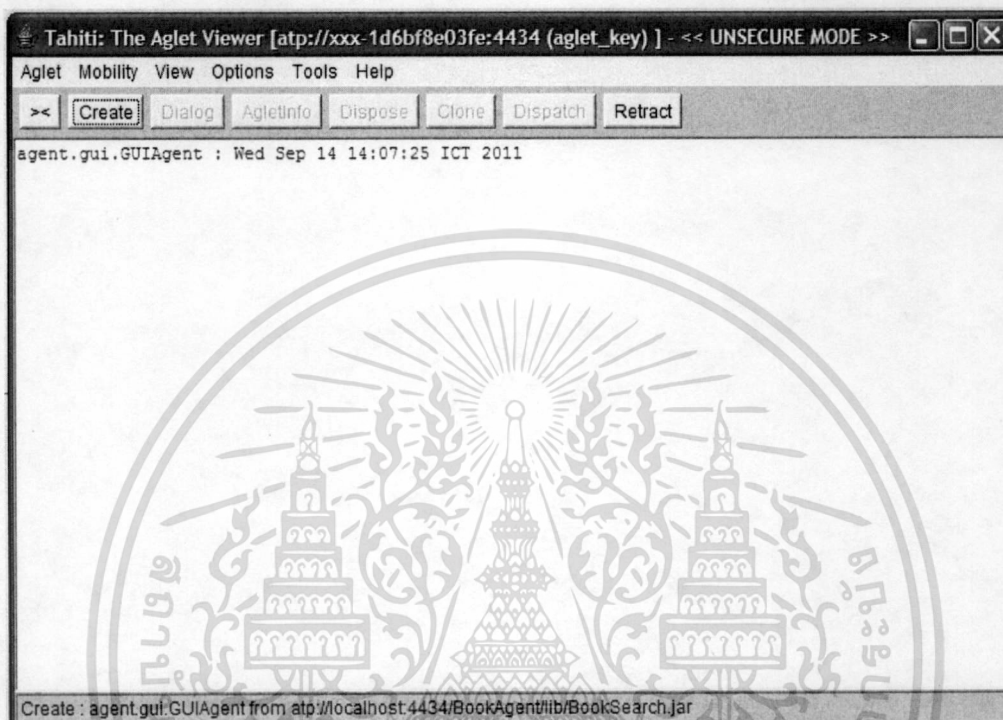 Tahiti: The Aglet Viewer [atp://xxx-1d6bf8e03fe:4434 (aglet_key) ] - << UNSECURE MODE >>
Aglet Mobility View Options Tools Help
>< Create Dialog AgletInfo Dispose Clone Dispatch Retract
agent.gui.GUIAgent : Wed Sep 14 14:07:25 ICT 2011
Create : agent.gui.GUIAgent from atp://localhost:4434/BookAgent/lib/BookSearch.jar